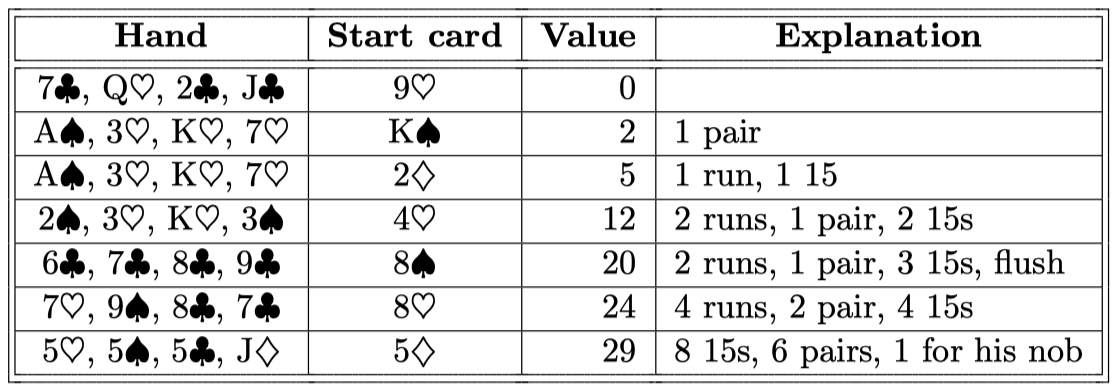 Hand Start card Value Explanation
7♣, Q♡, 2♣, J♣ 9♡ 0
A♠, 3♡, K♡, 7♡ K♠ 2 1 pair
A♠, 3♡, K♡, 7♡ 2♢ 5 1 run, 1 15
2♠, 3♡, K♡, 3♠ 4♡ 12 2 runs, 1 pair, 2 15s
6♣, 7♣, 8♣, 9♣ 8♠ 20 2 runs, 1 pair, 3 15s, flush
7♡, 9♠, 8♣, 7♣ 8♡ 24 4 runs, 2 pair, 4 15s
5♡, 5♠, 5♣, J♢ 5♢ 29 8 15s, 6 pairs, 1 for his nob